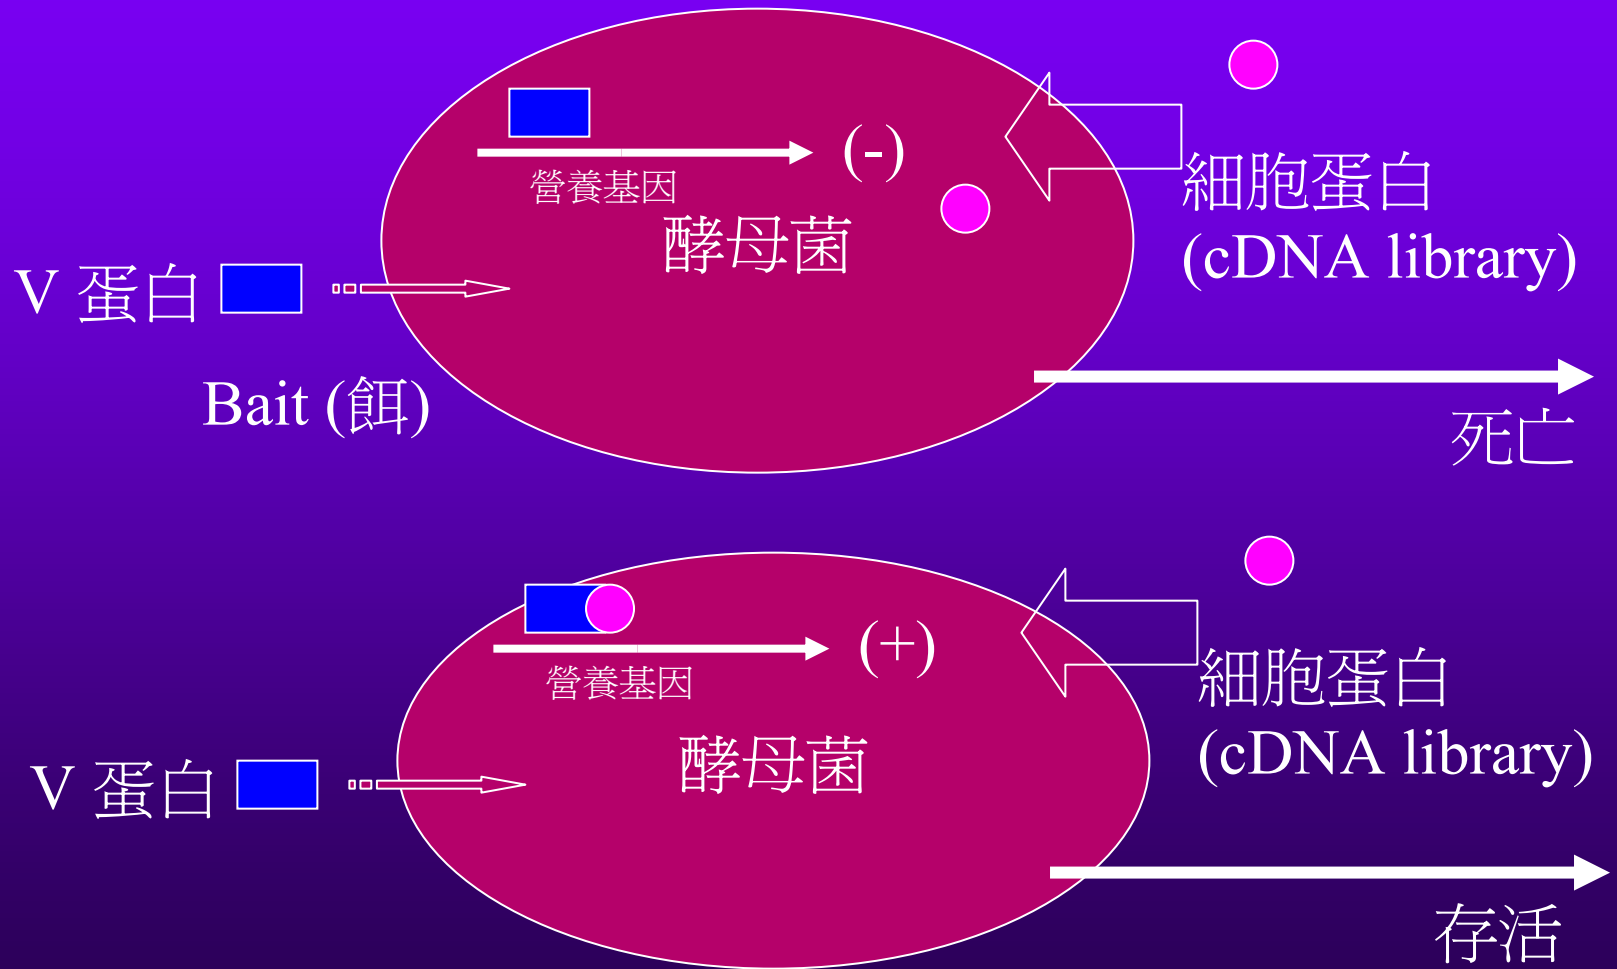 (-)
營養基因
細胞蛋白
(cDNA library)
酵母菌
V 蛋白
Bait (餌)
死亡
(+)
營養基因
細胞蛋白
(cDNA library)
酵母菌
V 蛋白
存活